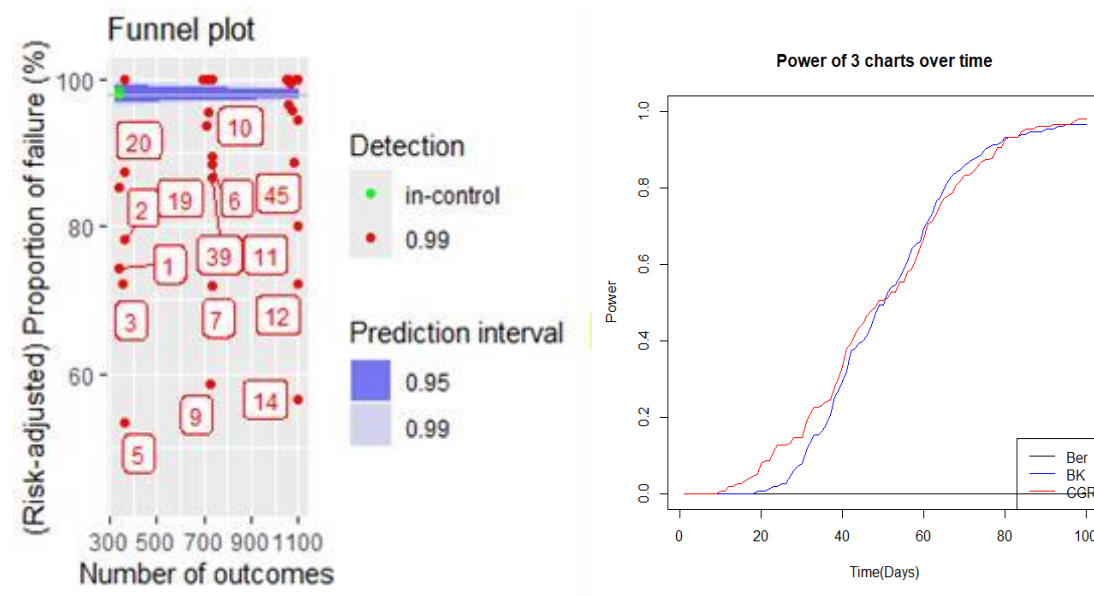 Funnel plot
(Risk-adjusted) Proportion of failure (%)
100
80
60
20
10
2
19
6
45
1
39
11
3
7
12
9
14
5
300 500 700 900 1100
Number of outcomes
Detection
in-control
0.99
Prediction interval
0.95
0.99
Power of 3 charts over time
Power
1.0
0.8
0.6
0.4
0.2
0.0
Ber
BK
CGR
0 20 40 60 80 100
Time(Days)